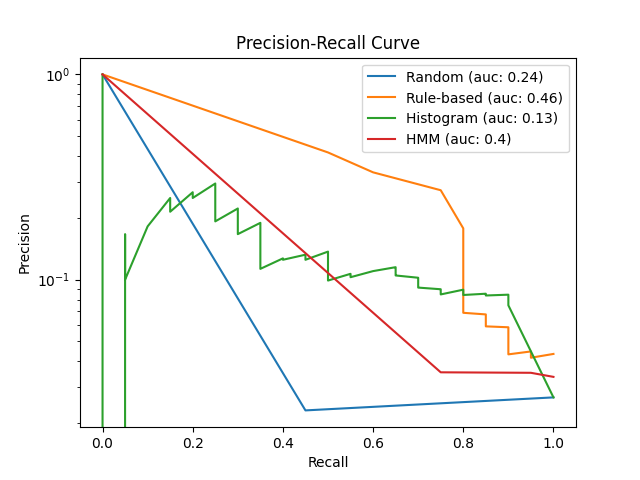 Precision-Recall Curve
10⁰
10⁻¹
Precision
Random (auc: 0.24)
Rule-based (auc: 0.46)
Histogram (auc: 0.13)
HMM (auc: 0.4)
0.0 0.2 0.4 0.6 0.8 1.0
Recall